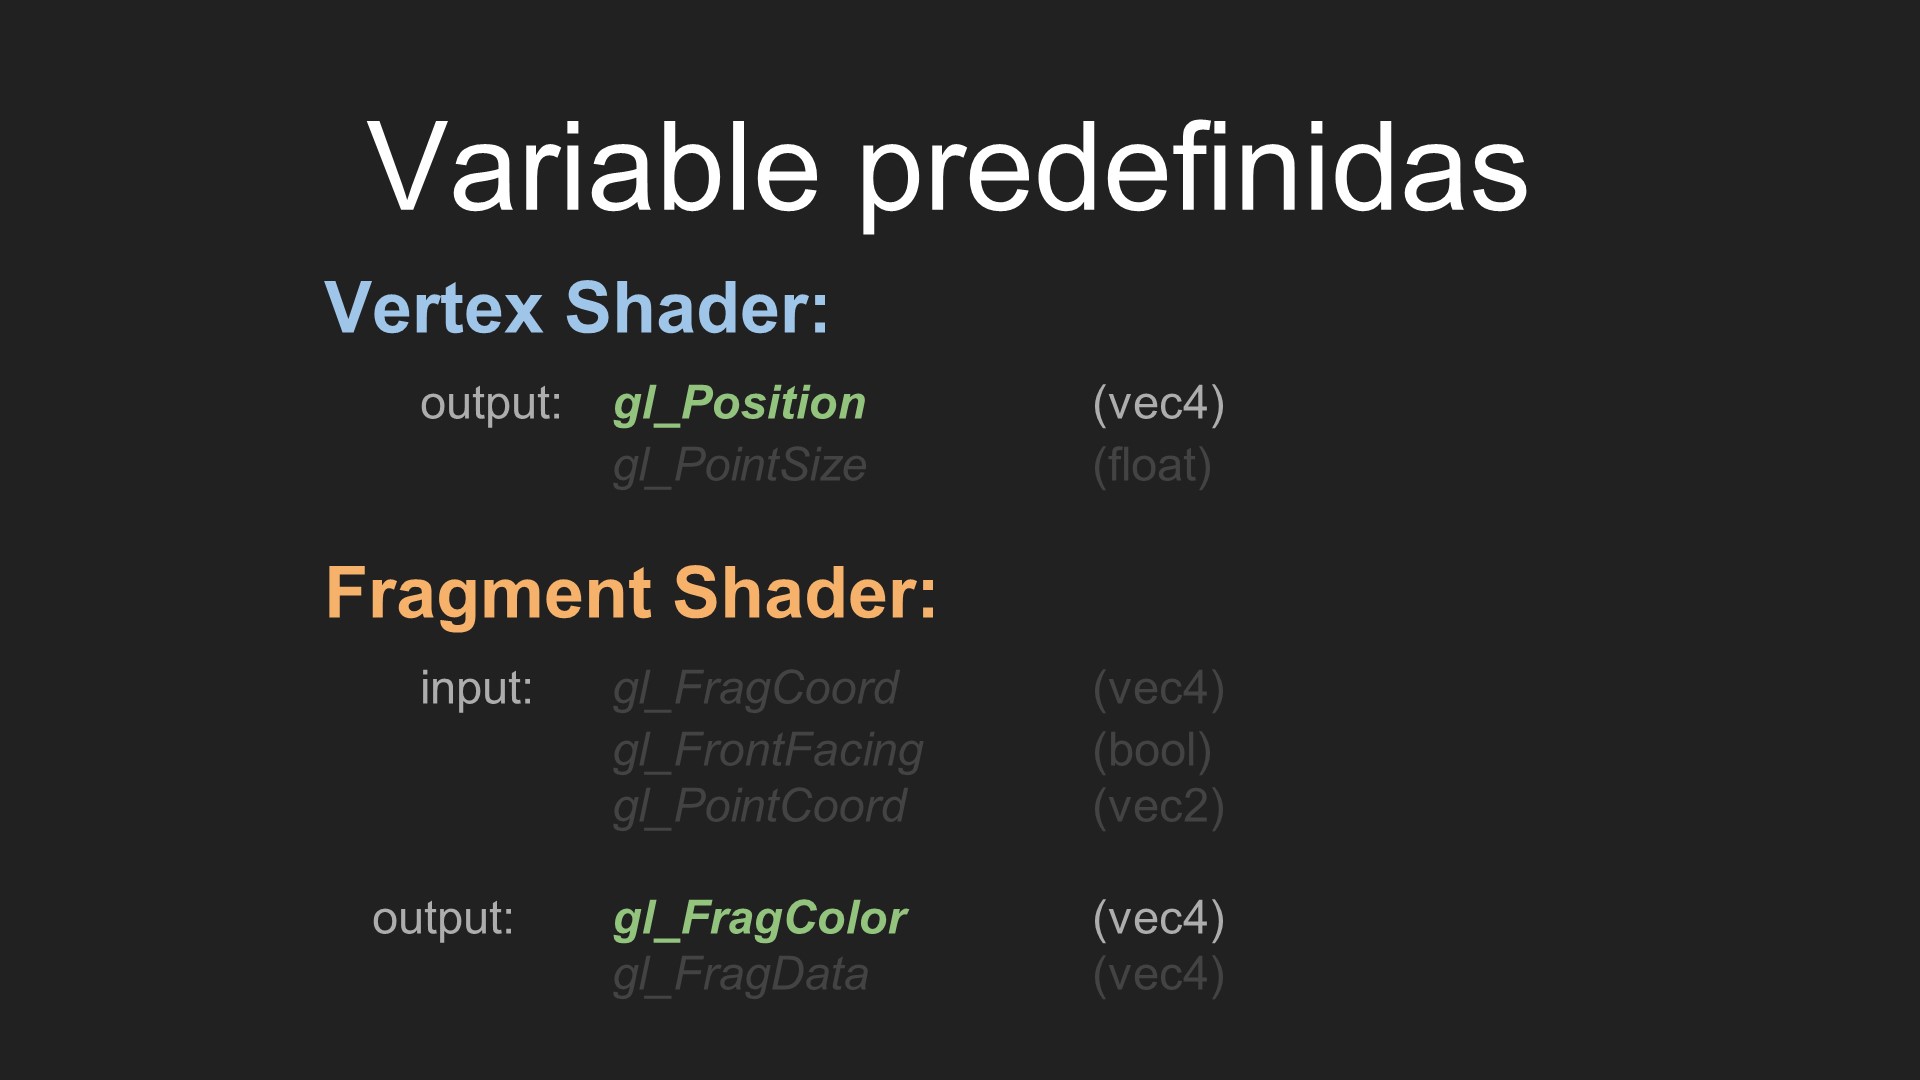 Variable predefinidas
Vertex Shader:
output: gl_Position (vec4)
gl_PointSize (float)
Fragment Shader:
input: gl_FragCoord (vec4)
gl_FrontFacing (bool)
gl_PointCoord (vec2)
output: gl_FragColor (vec4)
gl_FragData (vec4)